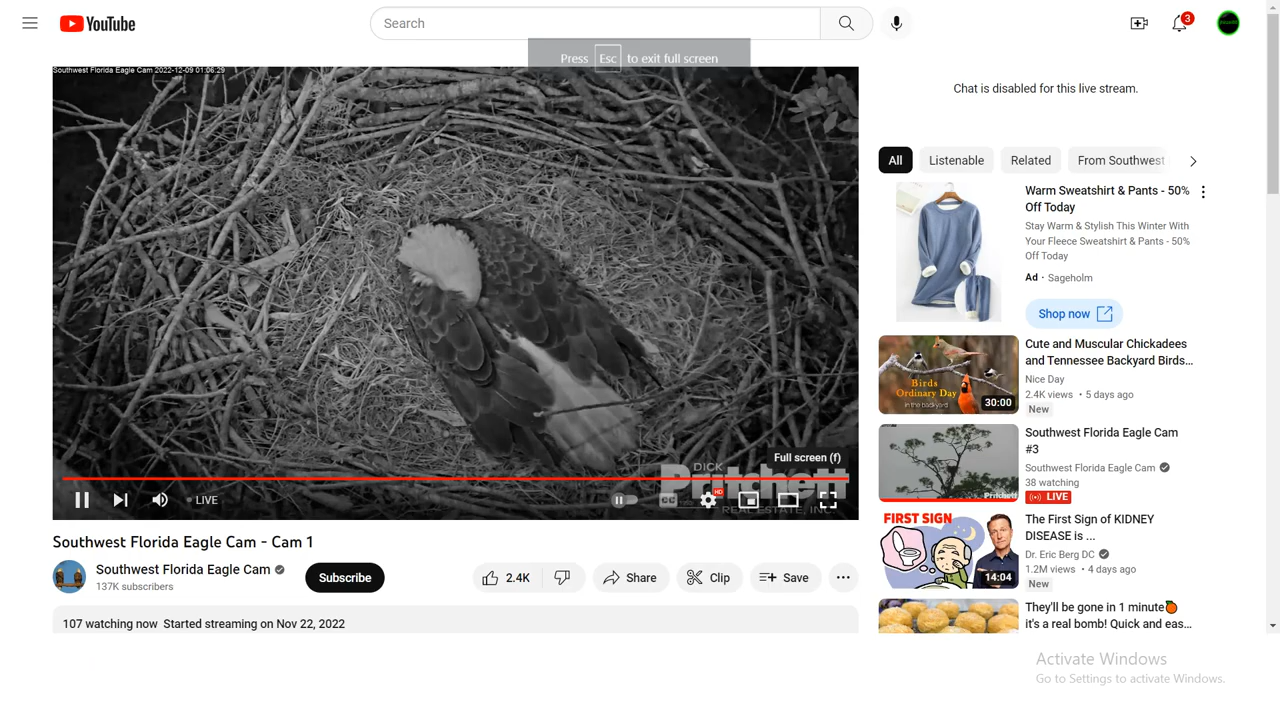 YouTube
Search
3
Press Esc to exit full screen
Southwest Florida Eagle Cam 2022-12-09 01:06:29
DICK
Pritchett
REAL ESTATE, INC
Full screen (f)
LIVE
CC
HD
Southwest Florida Eagle Cam - Cam 1
Southwest Florida Eagle Cam
137K subscribers
Subscribe
2.4K
Share
Clip
Save
107 watching now Started streaming on Nov 22, 2022
Chat is disabled for this live stream.
All
Listenable
Related
From Southwest
Warm Sweatshirt & Pants - 50%
Off Today
Stay Warm & Stylish This Winter With
Your Fleece Sweatshirt & Pants - 50%
Off Today
Ad · Sageholm
Shop now
Birds
Ordinary Day
in the backyard
30:00
Cute and Muscular Chickadees
and Tennessee Backyard Birds...
Nice Day
2.4K views • 5 days ago
New
Pritchett
Southwest Florida Eagle Cam
#3
Southwest Florida Eagle Cam
38 watching
LIVE
FIRST SIGN
14:04
The First Sign of KIDNEY
DISEASE is ...
Dr. Eric Berg DC
1.2M views • 4 days ago
New
They'll be gone in 1 minute🍊
it's a real bomb! Quick and eas...
Activate Windows
Go to Settings to activate Windows.